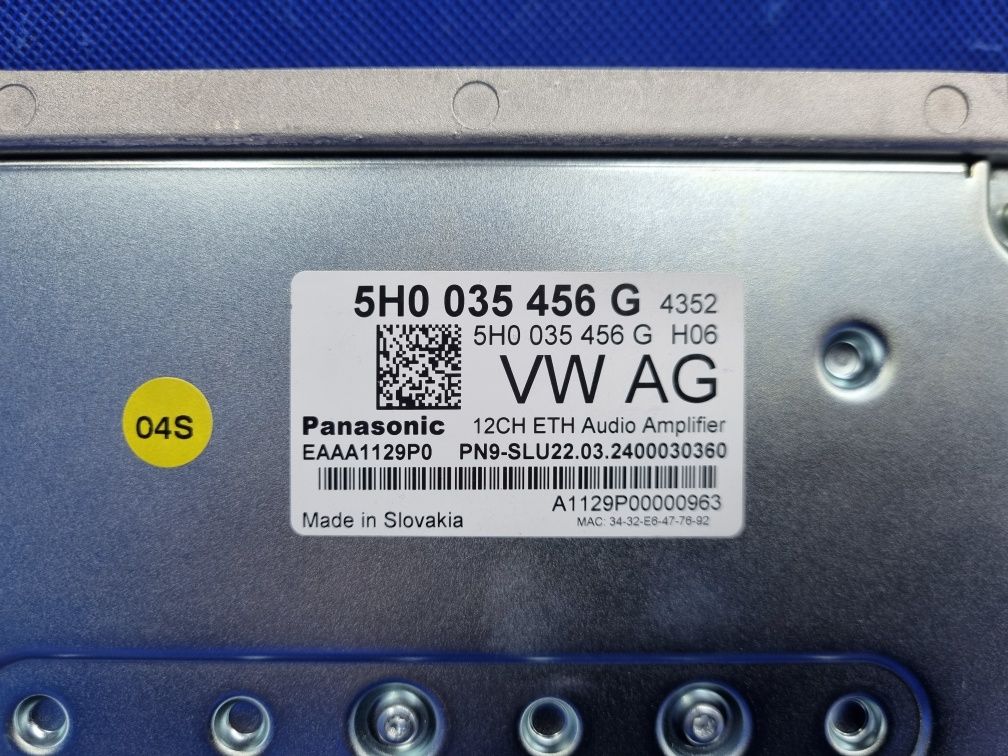 5H0 035 456 G 4352
5H0 035 456 G H06
VW AG
Panasonic 12CH ETH Audio Amplifier
EAAA1129P0 PN9-SLU22.03.2400030360
A1129P00000963
Made in Slovakia MAC: 34-32-E6-47-76-92
04S